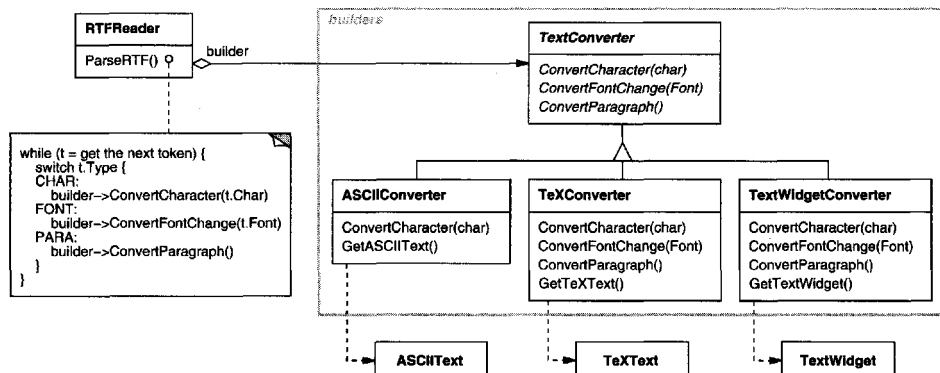 builders
RTFReader
ParseRTF()
builder
TextConverter
ConvertCharacter(char)
ConvertFontChange(Font)
ConvertParagraph()
while (t = get the next token) {
switch t.Type {
CHAR:
builder->ConvertCharacter(t.Char)
FONT:
builder->ConvertFontChange(t.Font)
PARA:
builder->ConvertParagraph()
}
}
ASCIIConverter
ConvertCharacter(char)
GetASCIIText()
TeXConverter
ConvertCharacter(char)
ConvertFontChange(Font)
ConvertParagraph()
GetTeXText()
TextWidgetConverter
ConvertCharacter(char)
ConvertFontChange(Font)
ConvertParagraph()
GetTextWidget()
ASCIIText
TeXText
TextWidget